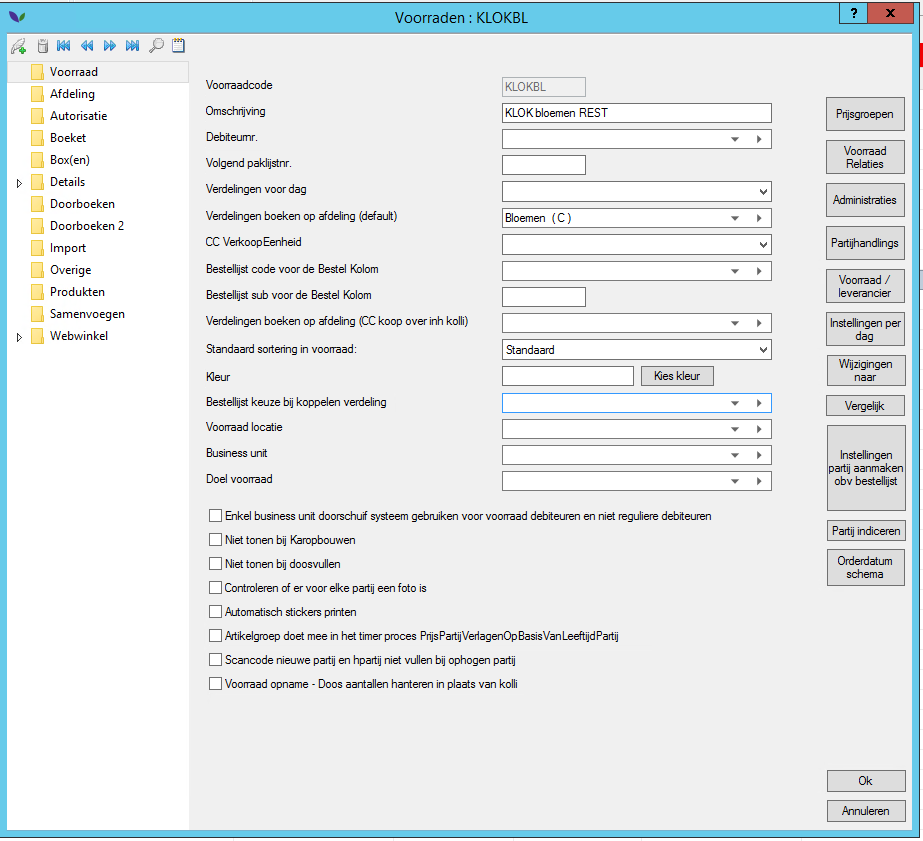 Voorraden : KLOKBL
?
x
Voorraad
Afdeling
Autorisatie
Boeket
Box(en)
Details
Doorboeken
Doorboeken 2
Import
Overige
Produkten
Samenvoegen
Webwinkel
Voorraadcode
KLOKBL
Omschrijving
KLOK bloemen REST
Debiteurnr.
Volgend paklijstnr.
Verdelingen voor dag
Verdelingen boeken op afdeling (default)
Bloemen ( C )
CC VerkoopEenheid
Bestellijst code voor de Bestel Kolom
Bestellijst sub voor de Bestel Kolom
Verdelingen boeken op afdeling (CC koop over inh kolli)
Standaard sortering in voorraad:
Standaard
Kleur
Kies kleur
Bestellijst keuze bij koppelen verdeling
Voorraad locatie
Business unit
Doel voorraad
Enkel business unit doorschuif systeem gebruiken voor voorraad debiteuren en niet reguliere debiteuren
Niet tonen bij Karopbouwen
Niet tonen bij doosvullen
Controleren of er voor elke partij een foto is
Automatisch stickers printen
Artikelgroep doet mee in het timer proces PrijsPartijVerlagenOpBasisVanLeeftijdPartij
Scancode nieuwe partij en hpartij niet vullen bij ophogen partij
Voorraad opname - Doos aantallen hanteren in plaats van kolli
Prijsgroepen
Voorraad
Relaties
Administraties
Partijhandlings
Voorraad /
leverancier
Instellingen per
dag
Wijzigingen
naar
Vergelijk
Instellingen
partij aanmaken
obv bestellijst
Partij indiceren
Orderdatum
schema
Ok
Annuleren